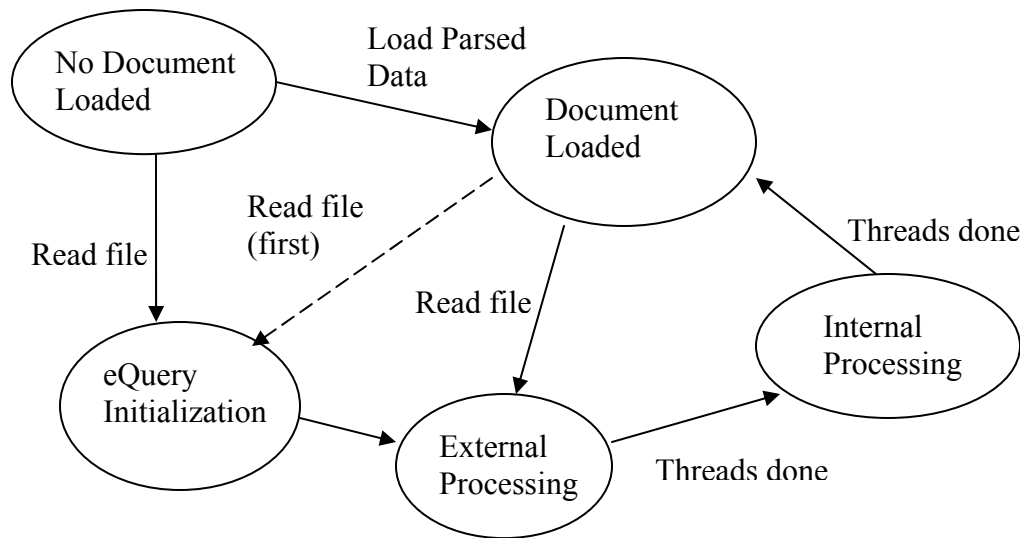 No Document
Loaded
Load Parsed
Data
Document
Loaded
Read file
(first)
Read file
Threads done
Read file
Internal
Processing
eQuery
Initialization
External
Processing
Threads done